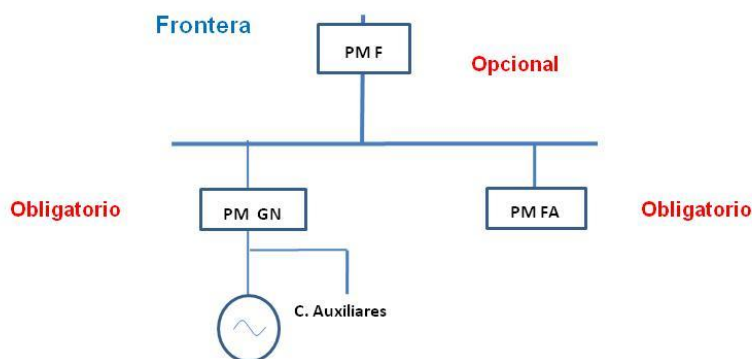 Frontera
PM F
Opcional
Obligatorio
PM GN
PM FA
Obligatorio
C. Auxiliares